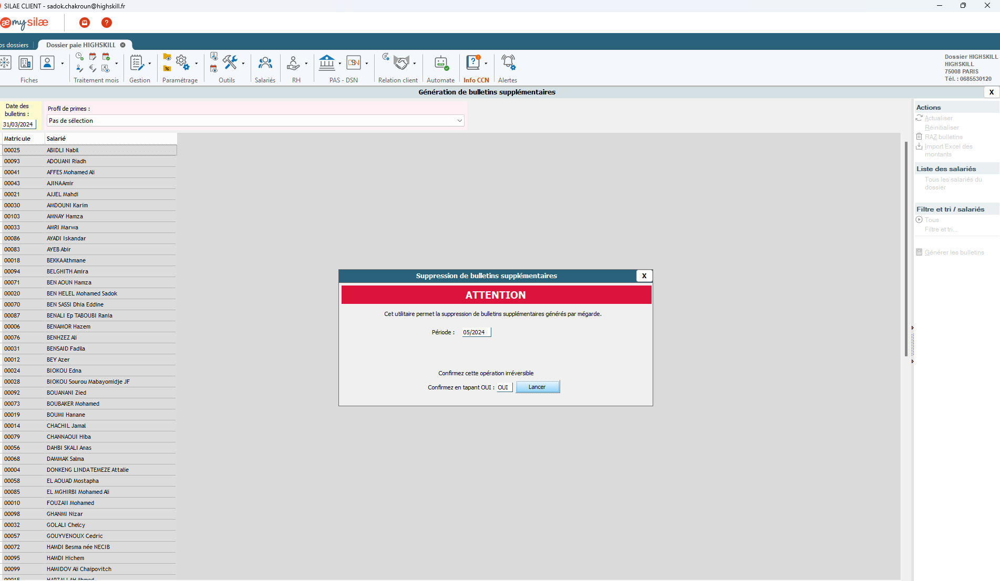 SILAE CLIENT - sadok.chakroun@highskill.fr
my silæ
os dossiers
Dossier paie HIGHSKILL
Fiches
Traitement mois
Gestion
Paramétrage
Outils
Salariés
RH
PAS - DSN
Relation client
Automate
Info CCN
Alertes
Dossier HIGHSKILL
HIGHSKILL
75008 PARIS
Tél. : 0685530120
Génération de bulletins supplémentaires
X
Date des
bulletins :
31/03/2024
Profil de primes :
Pas de sélection
Matricule Salarié
00025 ABIDLI Nabil
00093 ADOUANI Riadh
00041 AFFES Mohamed Ali
00043 AJINA Amir
00021 AJJEL Mahdi
00030 AMDOUNI Karim
00103 AMNAY Hamza
00033 AMRI Marwa
00086 AYADI Iskandar
00083 AYEB Abir
00018 BEKKA Athmane
00094 BELGHITH Amira
00071 BEN AOUN Hamza
00020 BEN HELEL Mohamed Sadok
00070 BEN SASSI Dhia Eddine
00087 BENALI Ep TABOUBI Rania
00006 BENAMOR Hazem
00076 BENHZEZ Ali
00031 BENSAID Fadila
00012 BEY Azer
00024 BIOKOU Edna
00028 BIOKOU Sourou Mabayomidje JF
00092 BOUANANI Zied
00073 BOUBAKER Mohamed
00019 BOUMI Hanane
00014 CHACHIL Jamal
00079 CHANNAOUI Hiba
00056 DAHBI SKALI Anas
00068 DAMMAK Salma
00004 DONKENG LINDA TEMEZE Attalie
00058 EL AOUAD Mostapha
00085 EL MGHIRBI Mohamed Ali
00010 FOUZAII Mohamed
00098 GHANMI Nizar
00032 GOLALI Chelcy
00057 GOUYVENOUX Cedric
00072 HAMDI Besma née NECIB
00095 HAMDI Hichem
00099 HAMIDOV Ali Chaipovitch
Suppression de bulletins supplémentaires
X
ATTENTION
Cet utilitaire permet la suppression de bulletins supplémentaires générés par mégarde.
Période : 05/2024
Confirmez cette opération irréversible
Confirmez en tapant OUI : OUI Lancer
Actions
Actualiser
Réinitialiser
RAZ bulletins
Import Excel des
montants
Liste des salariés
Tous les salariés du
dossier
Filtre et tri / salariés
Tous
Filtre et tri...
Générer les bulletins